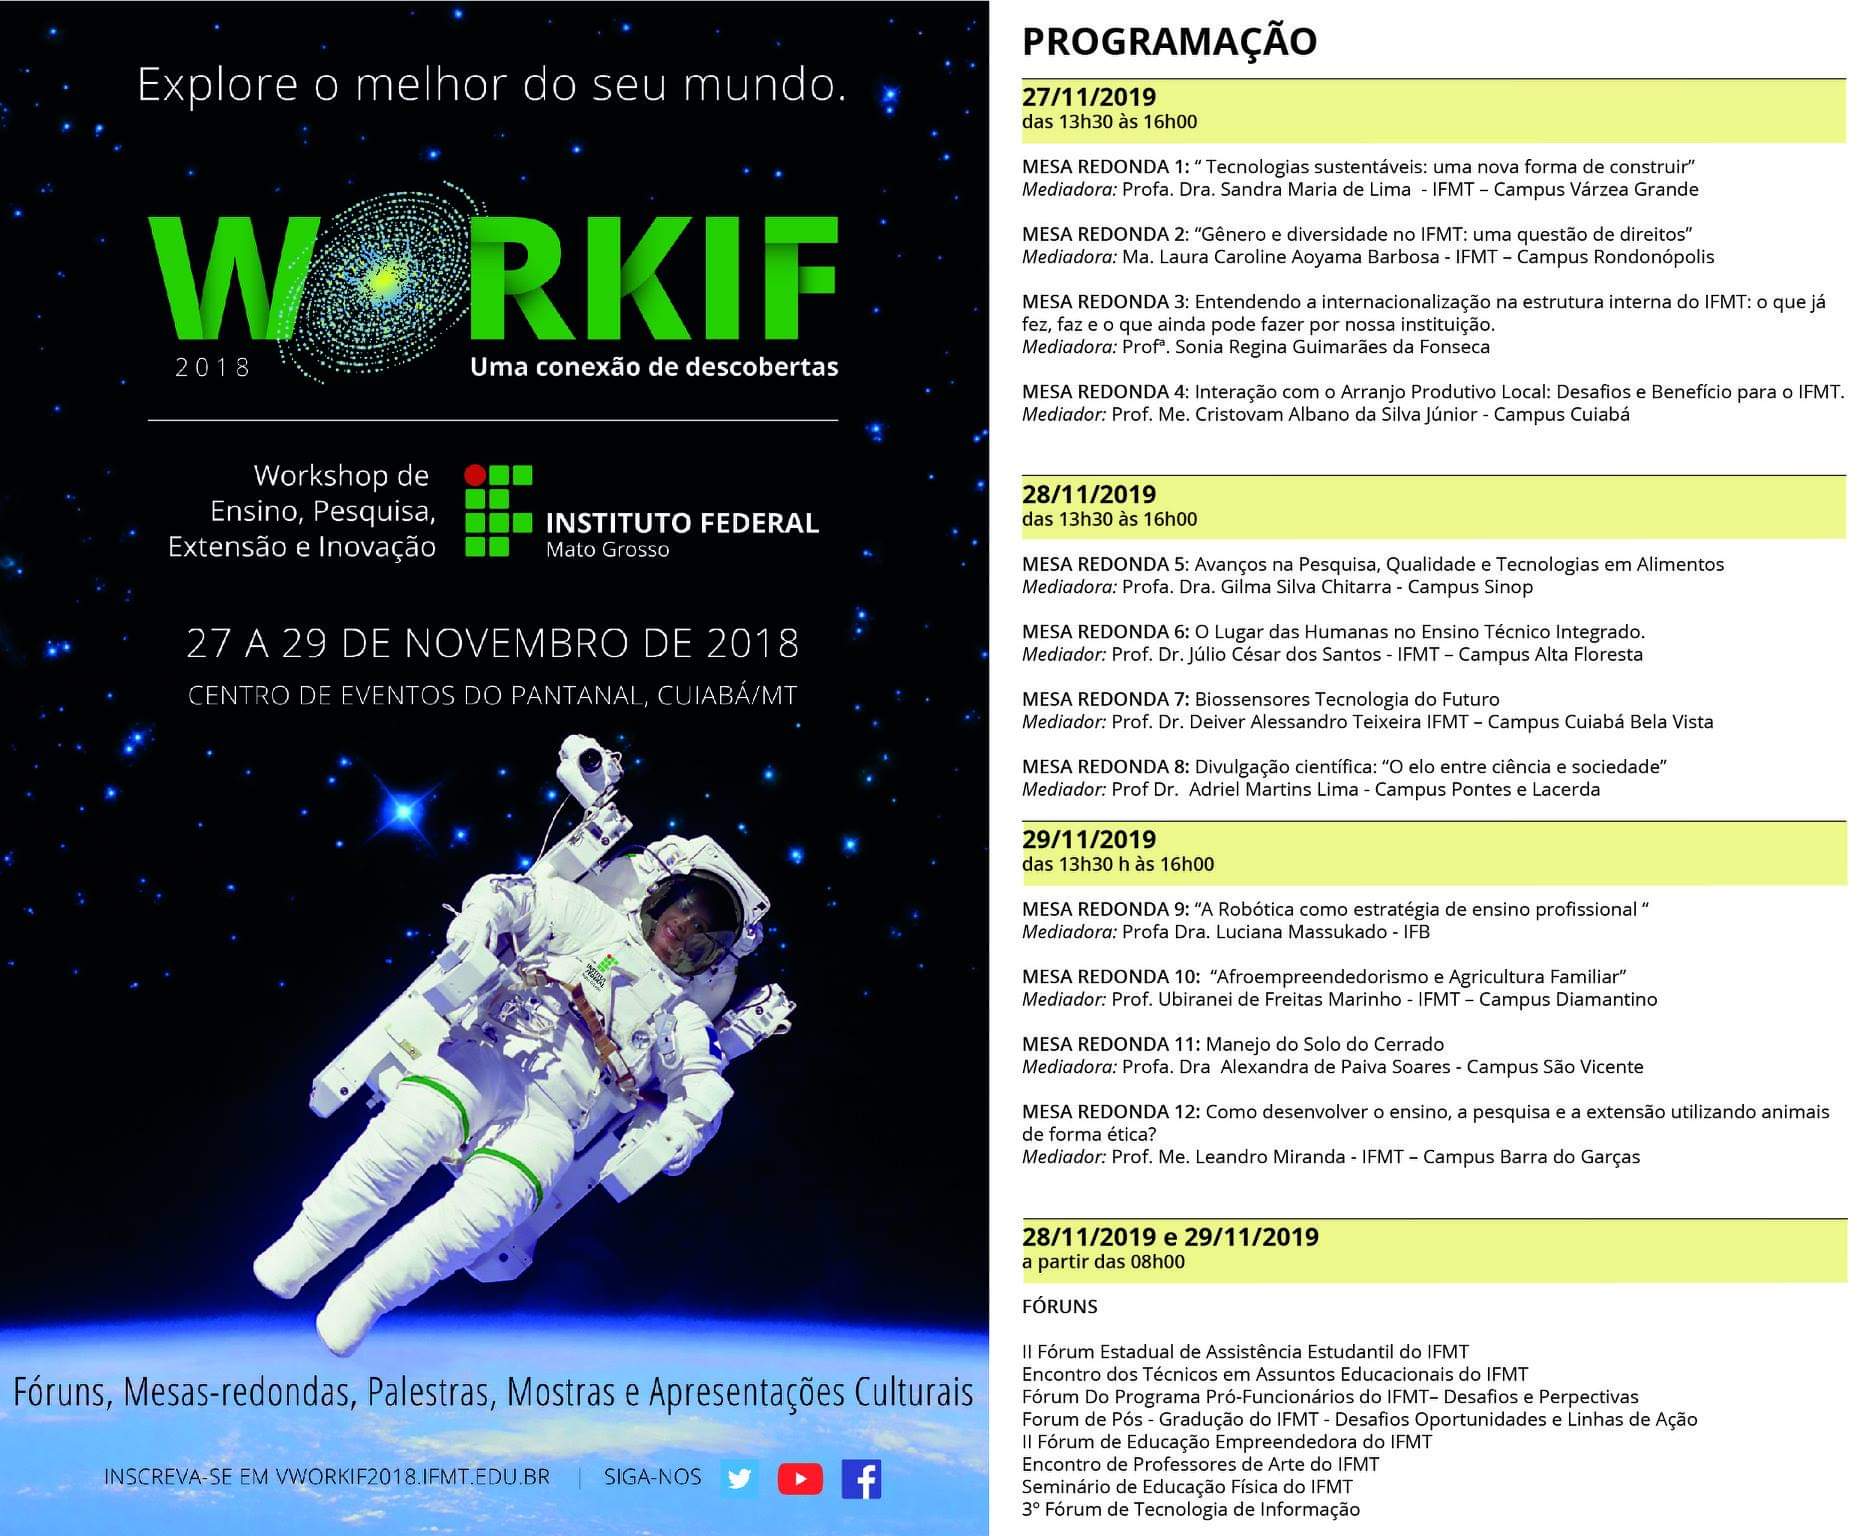 Explore o melhor do seu mundo.
WORKIF
2018
Uma conexão de descobertas
Workshop de
Ensino, Pesquisa,
Extensão e Inovação
INSTITUTO FEDERAL
Mato Grosso
27 A 29 DE NOVEMBRO DE 2018
CENTRO DE EVENTOS DO PANTANAL, CUIABÁ/MT
INSTITUTO
FEDERAL
Fóruns, Mesas-redondas, Palestras, Mostras e Apresentações Culturais
INSCREVA-SE EM VWORKIF2018.IFMT.EDU.BR | SIGA-NOS
PROGRAMAÇÃO
27/11/2019
das 13h30 às 16h00
MESA REDONDA 1: “ Tecnologias sustentáveis: uma nova forma de construir”
Mediadora: Profa. Dra. Sandra Maria de Lima  - IFMT – Campus Várzea Grande
MESA REDONDA 2: “Gênero e diversidade no IFMT: uma questão de direitos”
Mediadora: Ma. Laura Caroline Aoyama Barbosa - IFMT – Campus Rondonópolis
MESA REDONDA 3: Entendendo a internacionalização na estrutura interna do IFMT: o que já
fez, faz e o que ainda pode fazer por nossa instituição.
Mediadora: Profª. Sonia Regina Guimarães da Fonseca
MESA REDONDA 4: Interação com o Arranjo Produtivo Local: Desafios e Benefício para o IFMT.
Mediador: Prof. Me. Cristovam Albano da Silva Júnior - Campus Cuiabá
28/11/2019
das 13h30 às 16h00
MESA REDONDA 5: Avanços na Pesquisa, Qualidade e Tecnologias em Alimentos
Mediadora: Profa. Dra. Gilma Silva Chitarra - Campus Sinop
MESA REDONDA 6: O Lugar das Humanas no Ensino Técnico Integrado.
Mediador: Prof. Dr. Júlio César dos Santos - IFMT – Campus Alta Floresta
MESA REDONDA 7: Biossensores Tecnologia do Futuro
Mediador: Prof. Dr. Deiver Alessandro Teixeira IFMT – Campus Cuiabá Bela Vista
MESA REDONDA 8: Divulgação científica: “O elo entre ciência e sociedade”
Mediador: Prof Dr.  Adriel Martins Lima - Campus Pontes e Lacerda
29/11/2019
das 13h30 h às 16h00
MESA REDONDA 9: “A Robótica como estratégia de ensino profissional “
Mediadora: Profa Dra. Luciana Massukado - IFB
MESA REDONDA 10:  “Afroempreendedorismo e Agricultura Familiar”
Mediador: Prof. Ubiranei de Freitas Marinho - IFMT – Campus Diamantino
MESA REDONDA 11: Manejo do Solo do Cerrado
Mediadora: Profa. Dra  Alexandra de Paiva Soares - Campus São Vicente
MESA REDONDA 12: Como desenvolver o ensino, a pesquisa e a extensão utilizando animais
de forma ética?
Mediador: Prof. Me. Leandro Miranda - IFMT – Campus Barra do Garças
28/11/2019 e 29/11/2019
a partir das 08h00
FÓRUNS
II Fórum Estadual de Assistência Estudantil do IFMT
Encontro dos Técnicos em Assuntos Educacionais do IFMT
Fórum Do Programa Pró-Funcionários do IFMT– Desafios e Perpectivas
Forum de Pós - Gradução do IFMT - Desafios Oportunidades e Linhas de Ação
II Fórum de Educação Empreendedora do IFMT
Encontro de Professores de Arte do IFMT
Seminário de Educação Física do IFMT
3º Fórum de Tecnologia de Informação